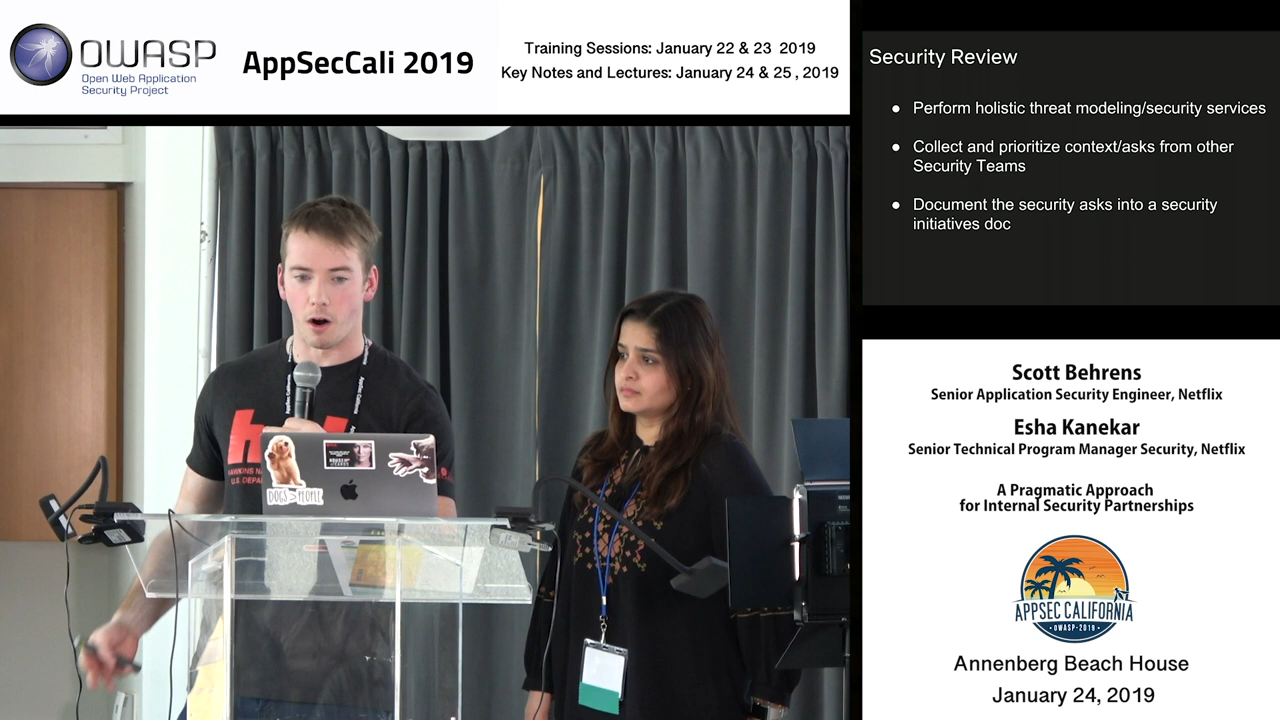 OWASP
Open Web Application
Security Project
AppSecCali 2019
Training Sessions: January 22 & 23 2019
Key Notes and Lectures: January 24 & 25 , 2019
Security Review
● Perform holistic threat modeling/security services
● Collect and prioritize context/asks from other
Security Teams
● Document the security asks into a security
initiatives doc
Scott Behrens
Senior Application Security Engineer, Netflix
Esha Kanekar
Senior Technical Program Manager Security, Netflix
A Pragmatic Approach
for Internal Security Partnerships
APPSEC CALIFORNIA
OWASP-2019
Annenberg Beach House
January 24, 2019
DOGS>PEOPLE